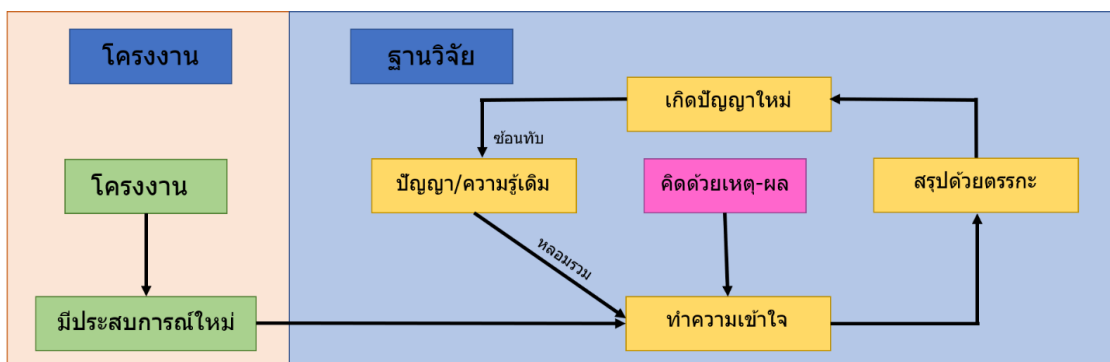 โครงงาน
ฐานวิจัย
เกิดปัญญาใหม่
ซ้อนทับ
โครงงาน
ปัญญา/ความรู้เดิม
คิดด้วยเหตุ-ผล
สรุปด้วยตรรกะ
หลอมรวม
มีประสบการณ์ใหม่
ทำความเข้าใจ